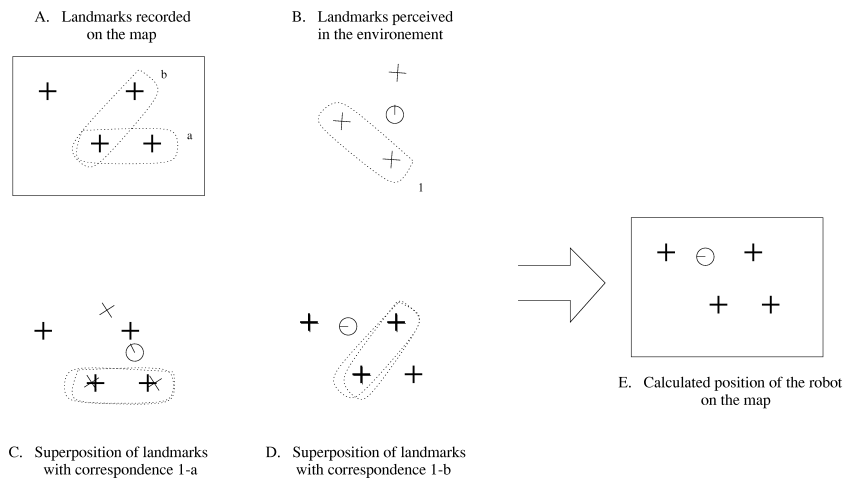 A. Landmarks recorded
on the map
B. Landmarks perceived
in the environement
b
a
1
C. Superposition of landmarks
with correspondence 1-a
D. Superposition of landmarks
with correspondence 1-b
E. Calculated position of the robot
on the map